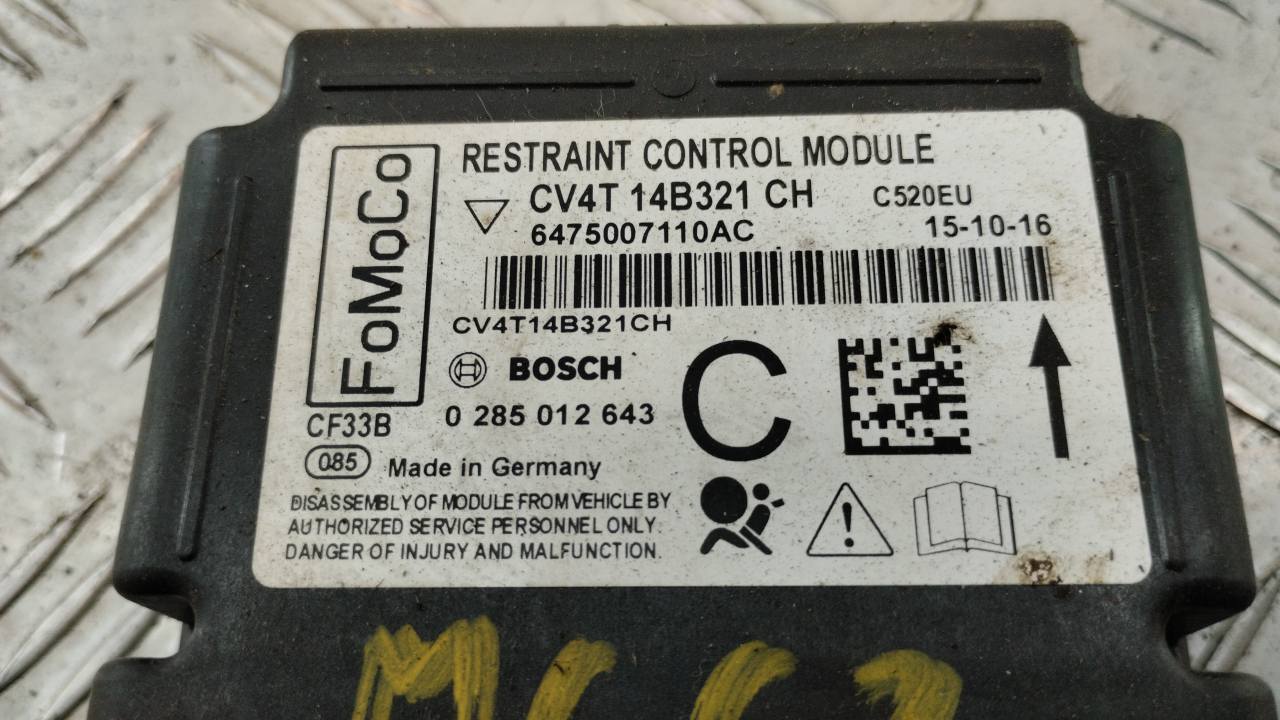 FoMoCo
RESTRAINT CONTROL MODULE
CV4T 14B321 CH C520EU
6475007110AC 15-10-16
CV4T14B321CH
BOSCH
C
0 285 012 643
CF33B
085 Made in Germany
DISASSEMBLY OF MODULE FROM VEHICLE BY
AUTHORIZED SERVICE PERSONNEL ONLY.
DANGER OF INJURY AND MALFUNCTION.